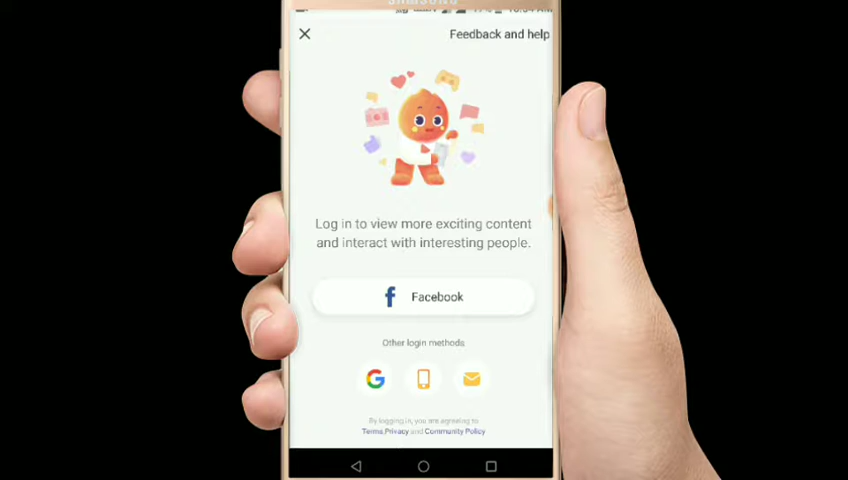 SAMSUNG
Feedback and help
Log in to view more exciting content
and interact with interesting people.
Facebook
Other login methods
By logging in, you are agreeing to
Terms, Privacy and Community Policy